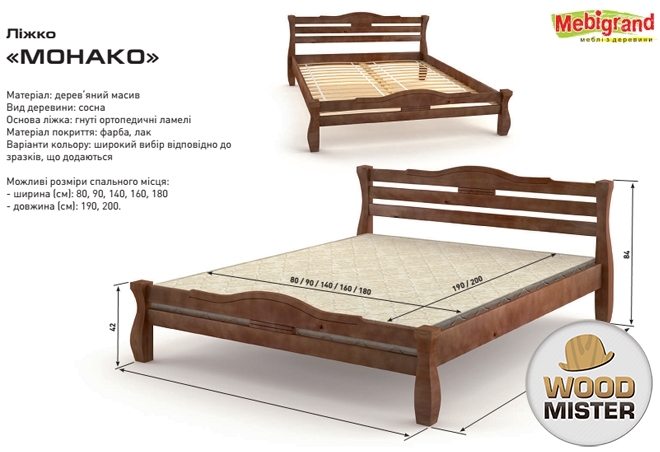 Ліжко
«МОНАКО»
Mebigrand
меблі з деревини
Матеріал: дерев'яний масив
Вид деревини: сосна
Основа ліжка: гнуті ортопедичні ламелі
Матеріал покриття: фарба, лак
Варіанти кольору: широкий вибір відповідно до
зразків, що додаються
Можливі розміри спального місця:
- ширина (см): 80, 90, 140, 160, 180
- довжина (см): 190, 200.
80 / 90 / 140 / 160 / 180
190 / 200
84
42
WOOD
MISTER